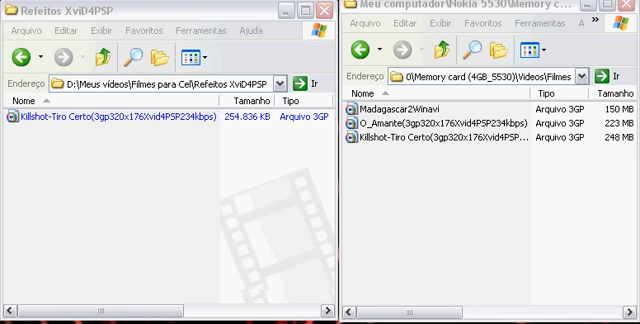 Refeitos XviD4PSP
Arquivo Editar Exibir Favoritos Ferramentas Ajuda
Endereço D:\Meus vídeos\Filmes para Cel\Refeitos XviD4PSP Ir
Nome Tamanho Tipo
Killshot-Tiro Certo(3gp320x176Xvid4PSP234kbps) 254.836 KB Arquivo 3GP
Meu computador\Nokia 5530\Memory c...
Arquivo Editar Exibir Favoritos Ferramentas A »
Endereço 0\Memory card (4GB_5530)\Videos\Filmes Ir
Nome Tipo Tamanho
Madagascar2Winavi Arquivo 3GP 150 MB
O_Amante(3gp320x176Xvid4PSP234kbps) Arquivo 3GP 223 MB
Killshot-Tiro Certo(3gp320x176Xvid4PSP... Arquivo 3GP 248 MB